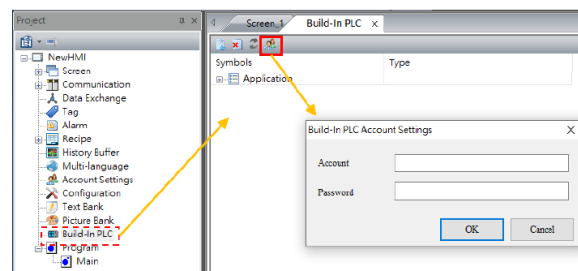 Project
NewHMI
Screen
Communication
Data Exchange
Tag
Alarm
Recipe
History Buffer
Multi-language
Account Settings
Configuration
Text Bank
Picture Bank
Build-In PLC
Program
Main
Screen_1
Build-In PLC
Symbols Type
Application
Build-In PLC Account Settings
Account
Password
OK Cancel